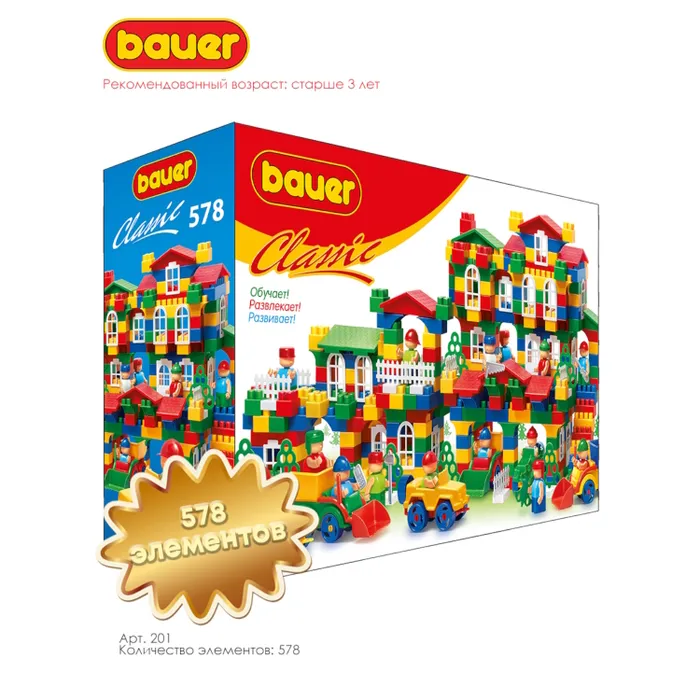 bauer
Рекомендованный возраст: старше 3 лет
bauer
Classic 578
bauer
Classic
Обучает!
Развлекает!
Развивает!
578
элементов
Арт. 201
Количество элементов: 578